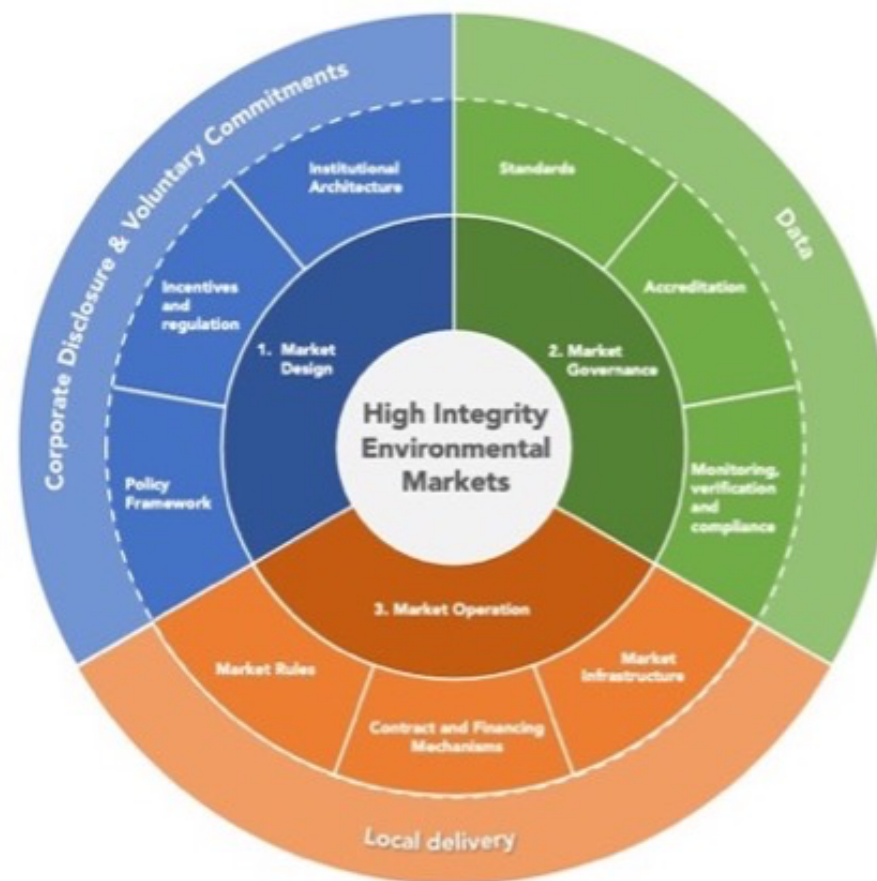 High Integrity
Environmental
Markets
1. Market
Design
Policy
Framework
Incentives
and
regulation
Institutional
Architecture
Corporate Disclosure & Voluntary Commitments
2. Market
Governance
Standards
Accreditation
Monitoring,
verification
and
compliance
Data
3. Market Operation
Market Rules
Contract and Financing
Mechanisms
Market
Infrastructure
Local delivery